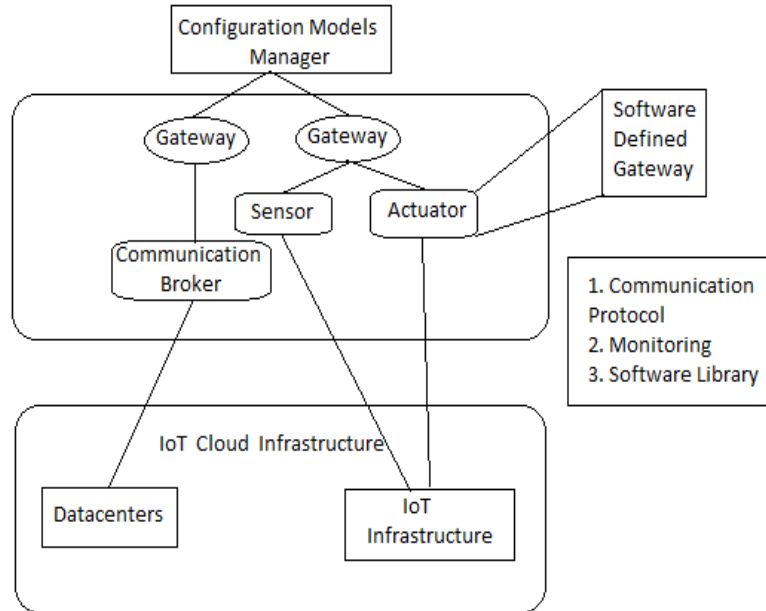 Configuration Models
Manager
Gateway
Gateway
Software
Defined
Gateway
Sensor
Actuator
Communication
Broker
1. Communication
Protocol
2. Monitoring
3. Software Library
IoT Cloud Infrastructure
Datacenters
IoT
Infrastructure